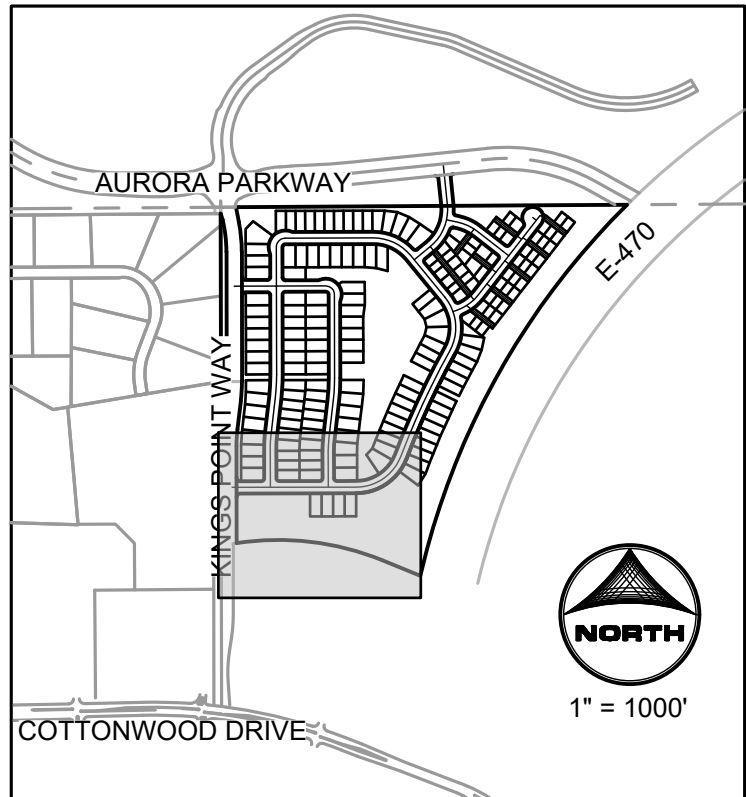 AURORA PARKWAY
E-470
KINGS POINT WAY
NORTH
1" = 1000'
COTTONWOOD DRIVE